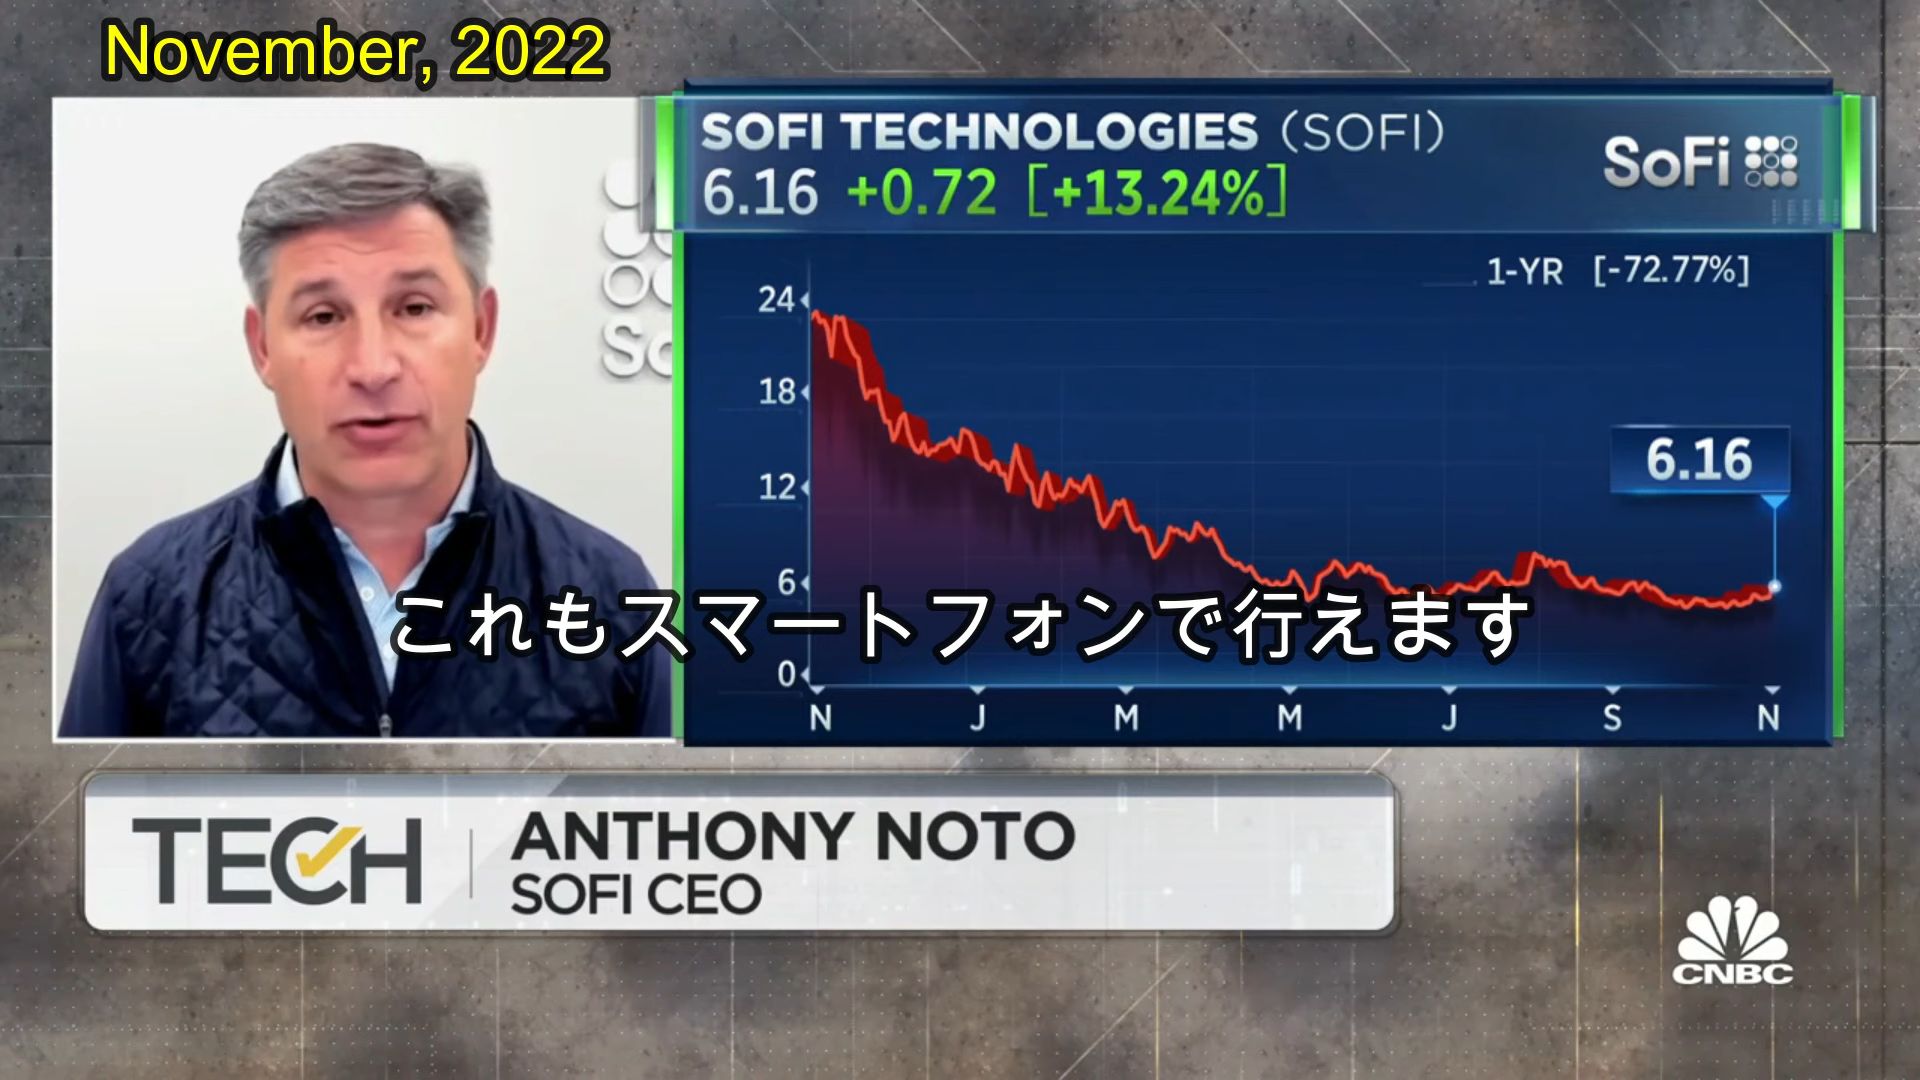 November, 2022
SOFI TECHNOLOGIES (SOFI)
6.16 +0.72 [+13.24%]
SoFi
1-YR [-72.77%]
24
18
12
6
0
6.16
N J M M J S N
So
これもスマートフォンで行えます
TECH
ANTHONY NOTO
SOFI CEO
CNBC